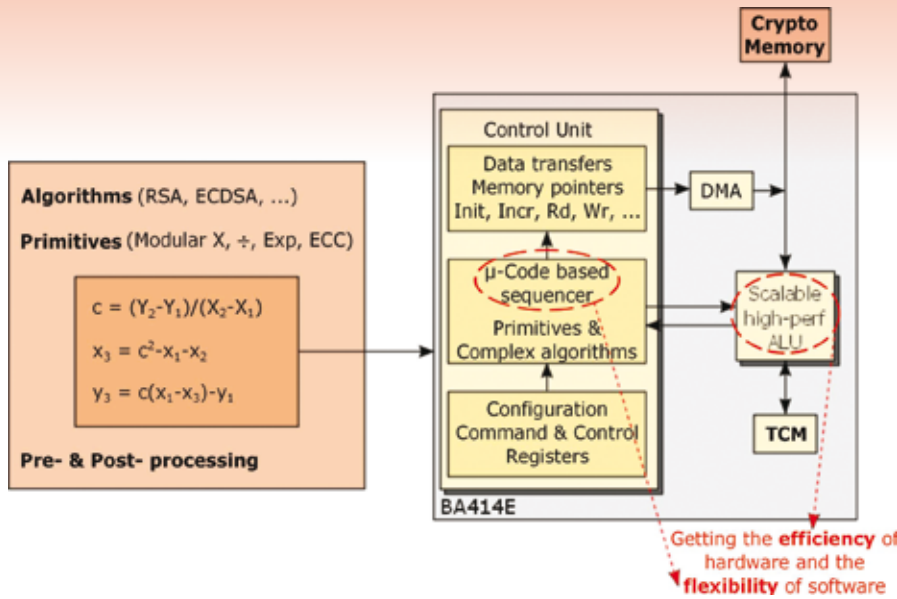 Crypto
Memory
Control Unit
Data transfers
Memory pointers
Init, Incr, Rd, Wr, ...
DMA
Algorithms (RSA, ECDSA, ...)
Primitives (Modular X, ÷, Exp, ECC)
c = (Y₂-Y₁)/(X₂-X₁)
x₃ = c²-x₁-x₂
y₃ = c(x₁-x₃)-y₁
Pre- & Post- processing
µ-Code based
sequencer
Primitives &
Complex algorithms
Scalable
high-perf
ALU
Configuration
Command & Control
Registers
TCM
BA414E
Getting the efficiency of
hardware and the
flexibility of software